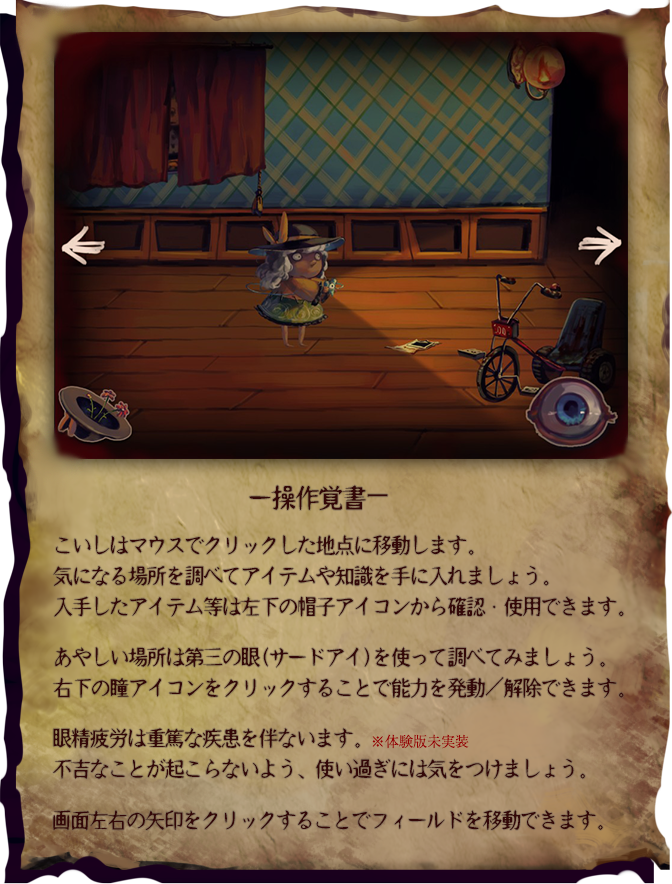 ー操作覚書ー
こいしはマウスでクリックした地点に移動します。
気になる場所を調べてアイテムや知識を手に入れましょう。
入手したアイテム等は左下の帽子アイコンから確認・使用できます。
あやしい場所は第三の眼(サードアイ)を使って調べてみましょう。
右下の瞳アイコンをクリックすることで能力を発動／解除できます。
眼精疲労は重篤な疾患を伴ないます。※体験版未実装
不吉なことが起こらないよう、使い過ぎには気をつけましょう。
画面左右の矢印をクリックすることでフィールドを移動できます。